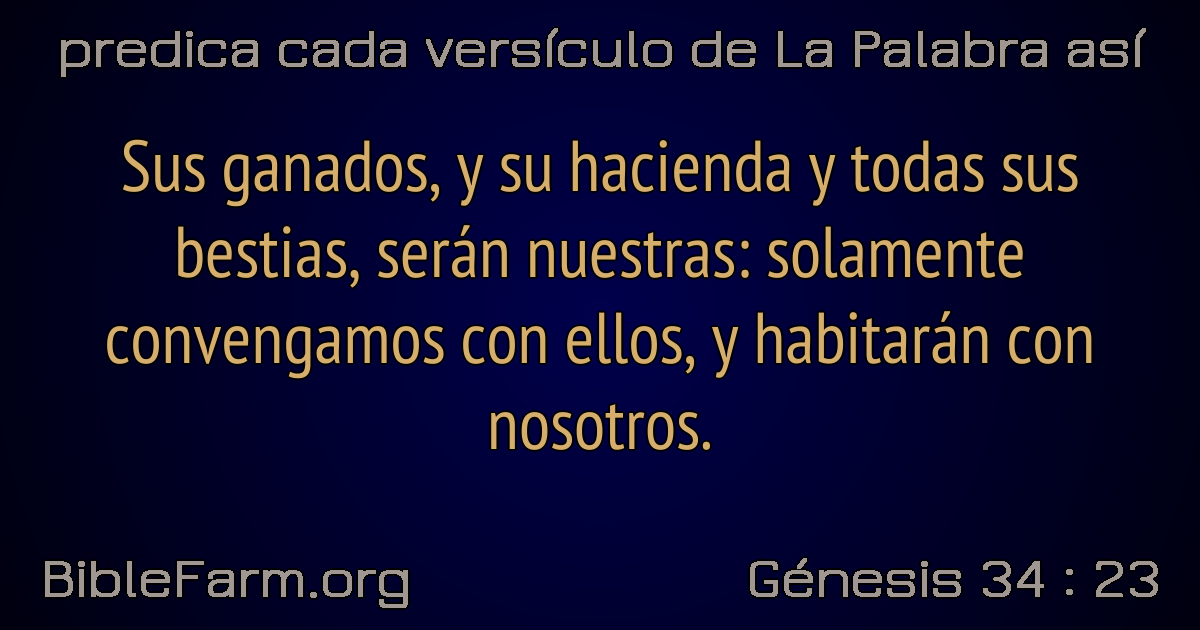 predica cada versículo de La Palabra así
Sus ganados, y su hacienda y todas sus
bestias, serán nuestras: solamente
convengamos con ellos, y habitarán con
nosotros.
BibleFarm.org
Génesis 34 : 23